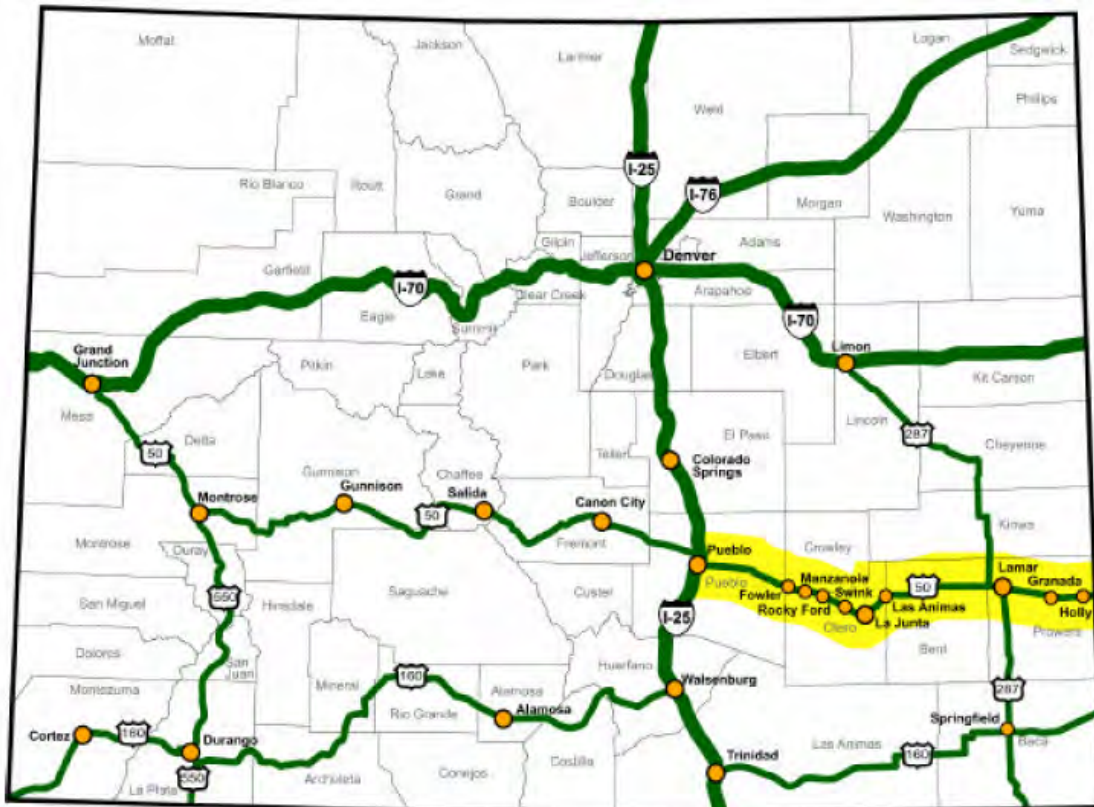 Moffat
Jackson
Larimer
Logan
Sedgwick
Phillips
Weld
I-25
I-76
Rio Blanco
Routt
Grand
Boulder
Morgan
Washington
Yuma
Gilpin
Jefferson
Adams
Denver
Garfield
I-70
Clear Creek
Arapahoe
Eagle
Summit
I-70
Grand
Junction
Pitkin
Lake
Park
Douglas
Elbert
Limon
Kit Carson
Mesa
Delta
50
Lincoln
287
Cheyenne
El Paso
Teller
Colorado
Springs
Gunnison
Chaffee
Montrose
Gunnison
Salida
Canon City
50
Fremont
Kiowa
Montrose
Ouray
Pueblo
Crowley
Pueblo
Manzanola
Fowler
Swink
Rocky Ford
50
Las Animas
La Junta
Otero
Lamar
Granada
Holly
Prowers
Bent
San Miguel
550
Hinsdale
Saguache
Custer
I-25
Dolores
San
Juan
Huerfano
Montezuma
Mineral
160
Alamosa
Walsenburg
287
Rio Grande
Alamosa
Cortez
160
Durango
Springfield
Baca
Las Animas
160
Trinidad
Costilla
Conejos
Archuleta
550
La Plata